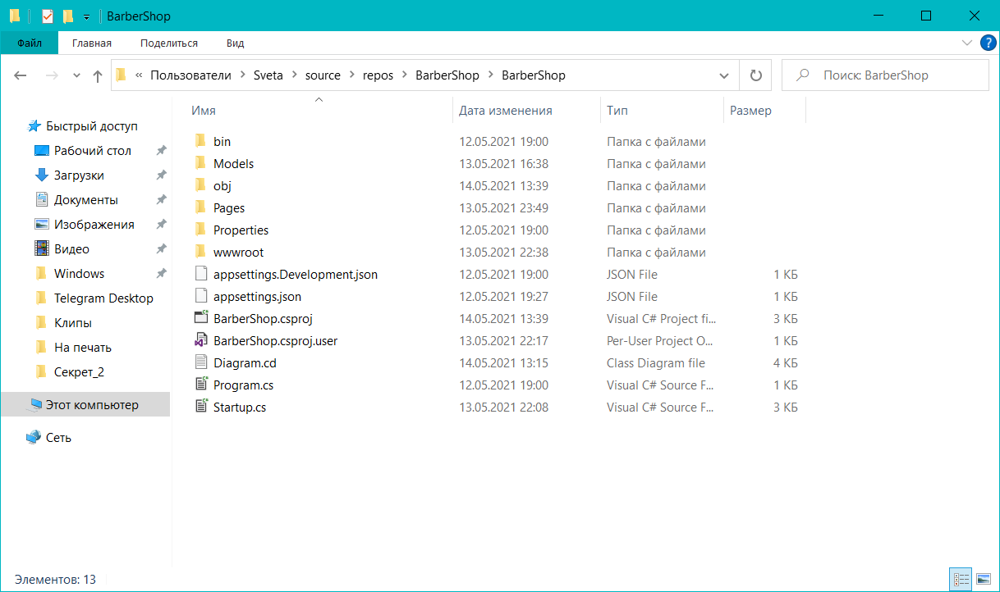 BarberShop
Файл Главная Поделиться Вид
« Пользователи > Sveta > source > repos > BarberShop > BarberShop
Поиск: BarberShop
Быстрый доступ
Рабочий стол
Загрузки
Документы
Изображения
Видео
Windows
Telegram Desktop
Клипы
На печать
Секрет_2
Этот компьютер
Сеть
Имя Дата изменения Тип Размер
bin 12.05.2021 19:00 Папка с файлами
Models 13.05.2021 16:38 Папка с файлами
obj 14.05.2021 13:39 Папка с файлами
Pages 13.05.2021 23:49 Папка с файлами
Properties 12.05.2021 19:00 Папка с файлами
wwwroot 13.05.2021 22:38 Папка с файлами
appsettings.Development.json 12.05.2021 19:00 JSON File 1 КБ
appsettings.json 12.05.2021 19:27 JSON File 1 КБ
BarberShop.csproj 14.05.2021 13:39 Visual C# Project fi... 3 КБ
BarberShop.csproj.user 13.05.2021 22:17 Per-User Project O... 1 КБ
Diagram.cd 14.05.2021 13:15 Class Diagram file 4 КБ
Program.cs 12.05.2021 19:00 Visual C# Source F... 1 КБ
Startup.cs 13.05.2021 22:08 Visual C# Source F... 3 КБ
Элементов: 13